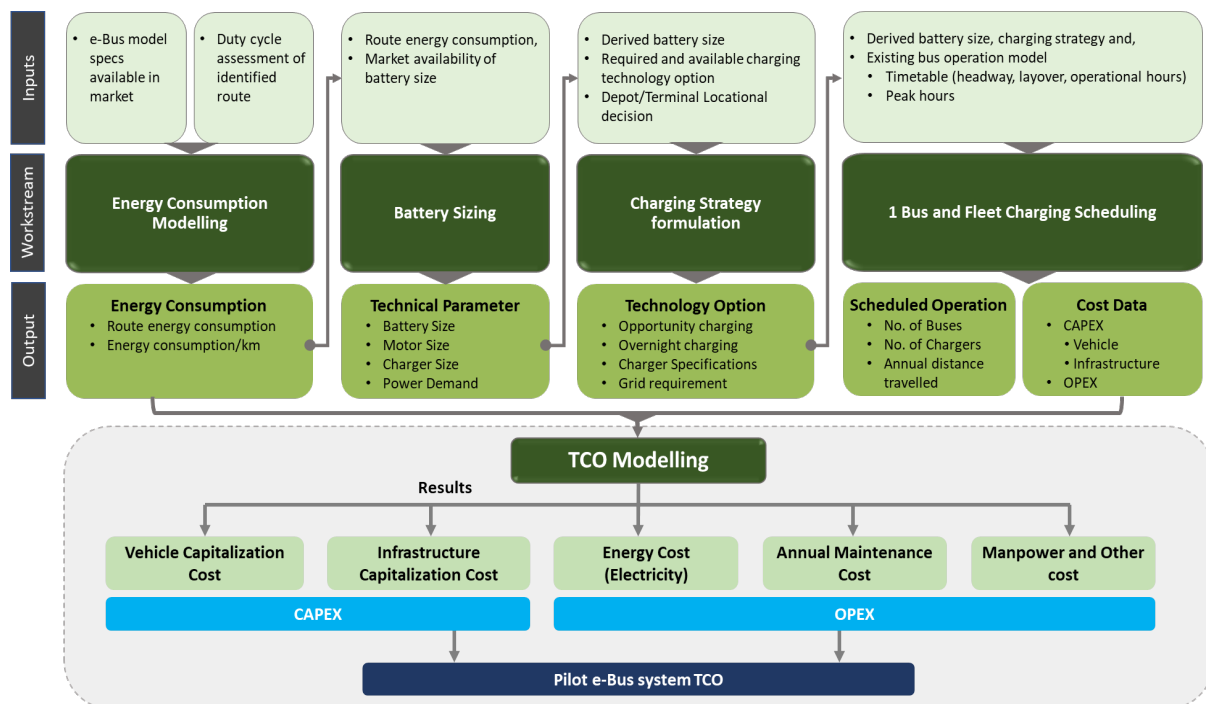 Inputs
• e-Bus model
specs
available in
market
• Duty cycle
assessment of
identified
route
• Route energy consumption,
• Market availability of
battery size
• Derived battery size
• Required and available charging
technology option
• Depot/Terminal Locational
decision
• Derived battery size, charging strategy and,
• Existing bus operation model
• Timetable (headway, layover, operational hours)
• Peak hours
Workstream
Energy Consumption
Modelling
Battery Sizing
Charging Strategy
formulation
1 Bus and Fleet Charging Scheduling
Output
Energy Consumption
• Route energy consumption
• Energy consumption/km
Technical Parameter
• Battery Size
• Motor Size
• Charger Size
• Power Demand
Technology Option
• Opportunity charging
• Overnight charging
• Charger Specifications
• Grid requirement
Scheduled Operation
• No. of Buses
• No. of Chargers
• Annual distance
travelled
Cost Data
• CAPEX
• Vehicle
• Infrastructure
• OPEX
TCO Modelling
Results
Vehicle Capitalization
Cost
Infrastructure
Capitalization Cost
Energy Cost
(Electricity)
Annual Maintenance
Cost
Manpower and Other
cost
CAPEX
OPEX
Pilot e-Bus system TCO